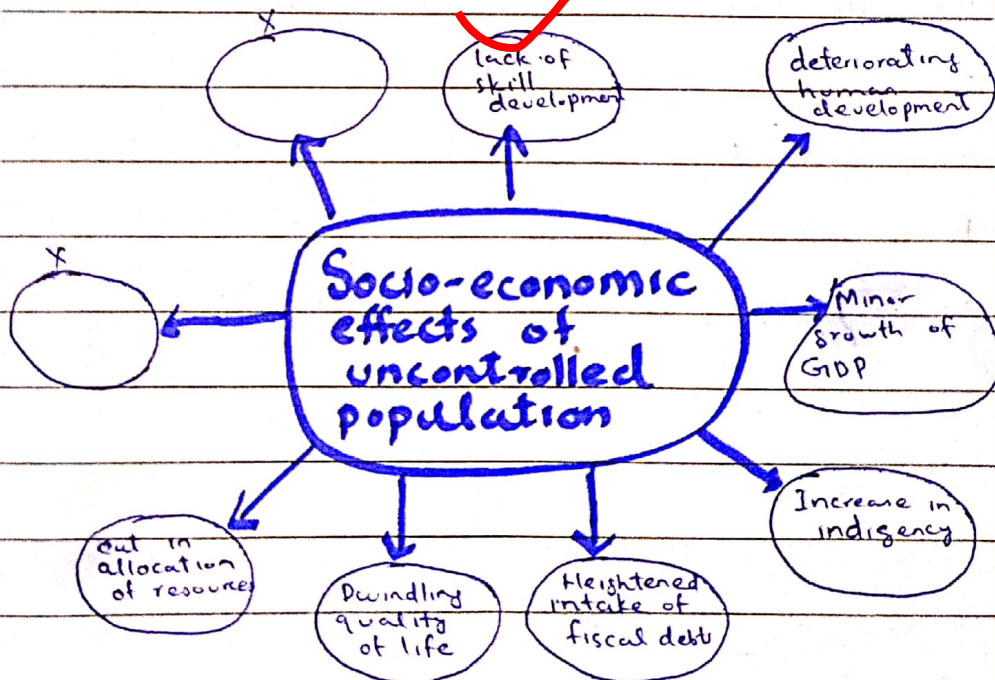 X
lack of
skill
development
deteriorating
human
development
X
Socio-economic
effects of
uncontrolled
population
Minor
growth of
GDP
Increase in
indigency
cut in
allocation
of resources
Dwindling
quality
of life
Heightened
intake of
fiscal debt